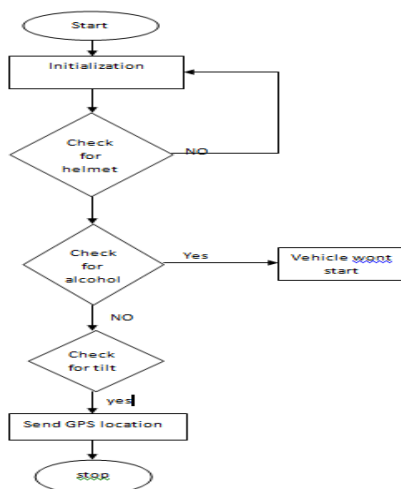 Start
Initialization
Check
for
helmet
NO
Check
for
alcohol
Yes
Vehicle wont
start
NO
Check
for tilt
yes
Send GPS location
stop